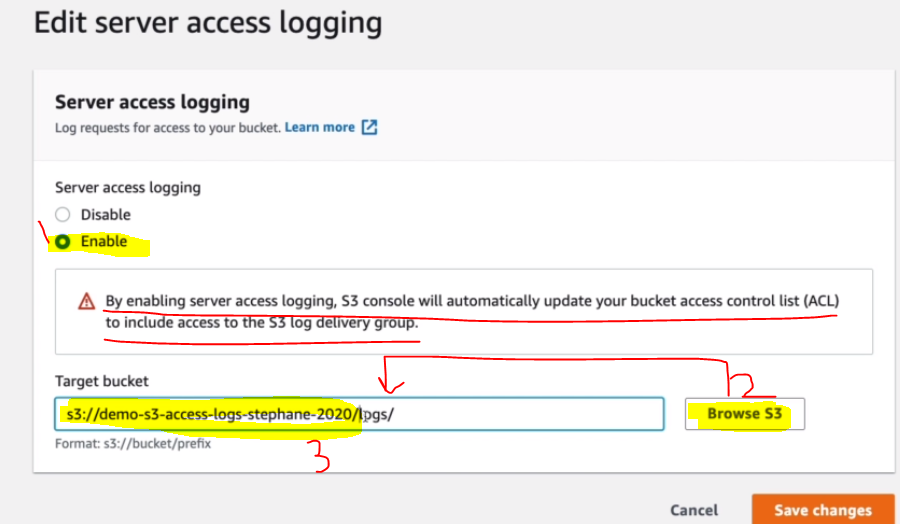 Edit server access logging
Server access logging
Log requests for access to your bucket. Learn more
Server access logging
Disable
1
Enable
By enabling server access logging, S3 console will automatically update your bucket access control list (ACL)
to include access to the S3 log delivery group.
Target bucket
2
s3://demo-s3-access-logs-stephane-2020/logs/
Browse S3
Format: s3://bucket/prefix
3
Cancel Save changes